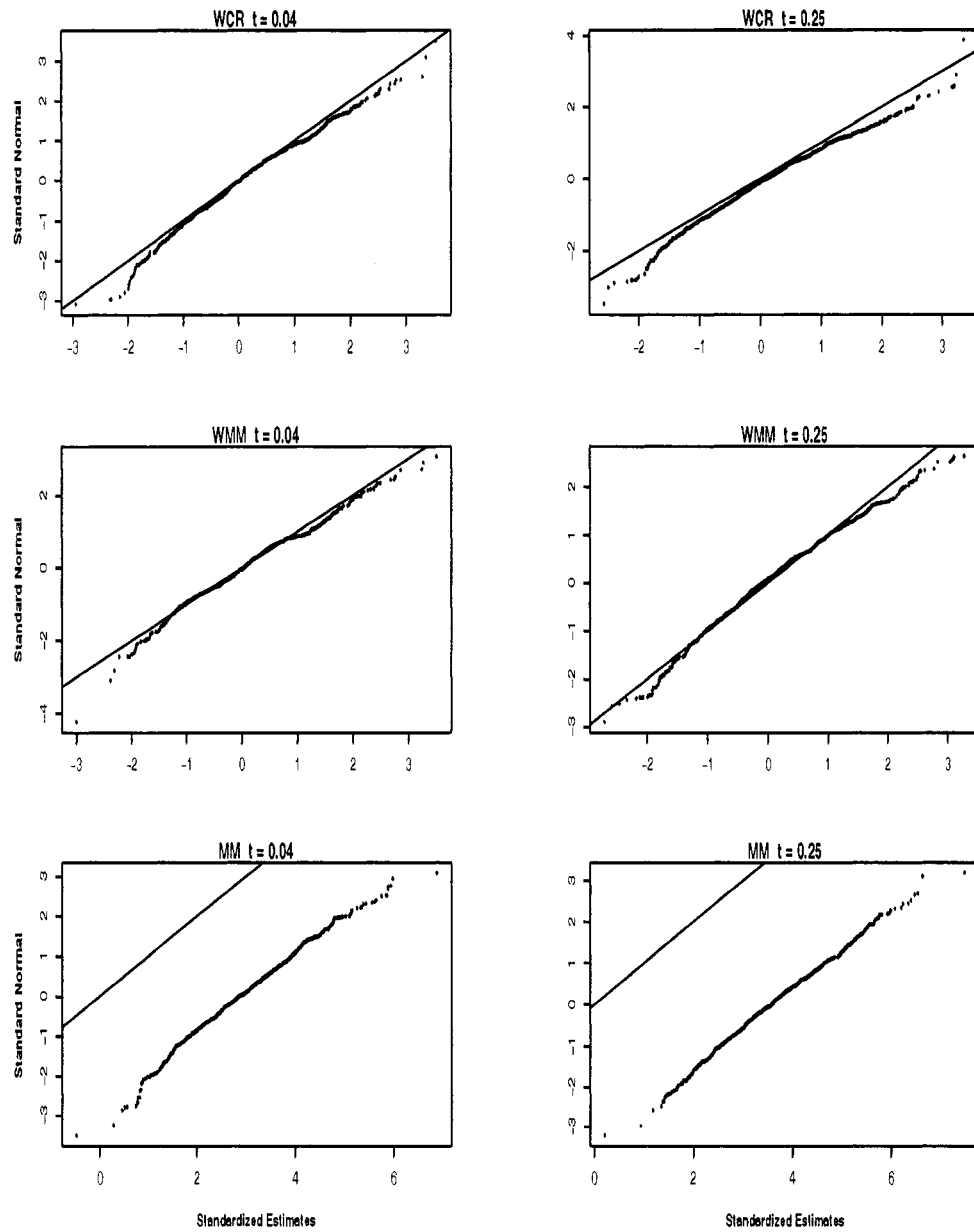 WCR t = 0.04
WCR t = 0.25
Standard Normal
3
2
1
0
-1
-2
-3
-3 -2 -1 0 1 2 3
4
2
0
-2
-2 -1 0 1 2 3
WMM t = 0.04
WMM t = 0.25
Standard Normal
2
0
-2
-4
-3 -2 -1 0 1 2 3
2
1
0
-1
-2
-3
-2 -1 0 1 2 3
MM t = 0.04
MM t = 0.25
Standard Normal
3
2
1
0
-1
-2
-3
0 2 4 6
3
2
1
0
-1
-2
-3
0 2 4 6
Standardized Estimates
Standardized Estimates